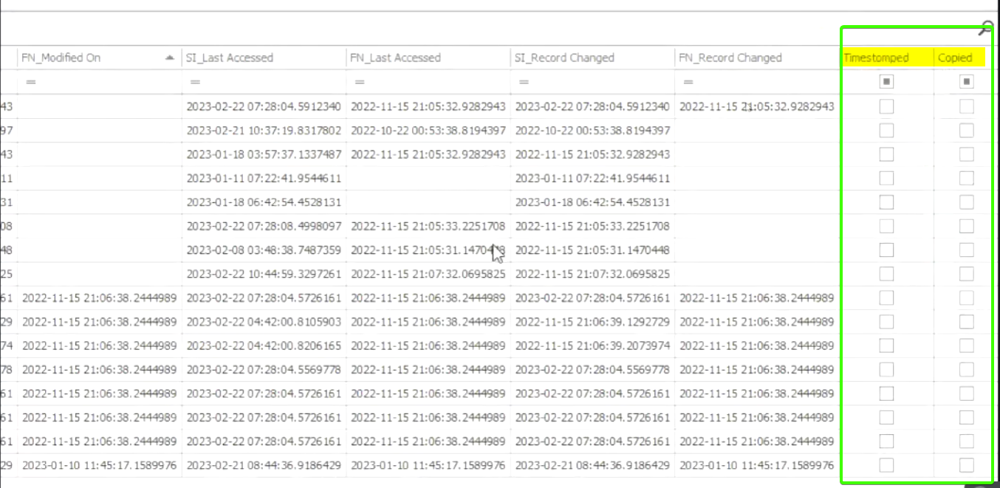 FN_Modified On SI_Last Accessed FN_Last Accessed SI_Record Changed FN_Record Changed Timestomped Copied
= = = = =
43 2023-02-22 07:28:04.5912340 2022-11-15 21:05:32.9282943 2023-02-22 07:28:04.5912340 2022-11-15 21:05:32.9282943
97 2023-02-21 10:37:19.8317802 2022-10-22 00:53:38.8194397 2022-10-22 00:53:38.8194397
43 2023-01-18 03:57:37.1337487 2022-11-15 21:05:32.9282943 2022-11-15 21:05:32.9282943
11 2023-01-11 07:22:41.9544611 2023-01-11 07:22:41.9544611
31 2023-01-18 06:42:54.4528131 2023-01-18 06:42:54.4528131
08 2023-02-22 07:28:08.4998097 2022-11-15 21:05:33.2251708 2022-11-15 21:05:33.2251708
48 2023-02-08 03:48:38.7487359 2022-11-15 21:05:31.1470448 2022-11-15 21:05:31.1470448
25 2023-02-22 10:44:59.3297261 2022-11-15 21:07:32.0695825 2022-11-15 21:07:32.0695825
61 2022-11-15 21:06:38.2444989 2023-02-22 07:28:04.5726161 2022-11-15 21:06:38.2444989 2023-02-22 07:28:04.5726161 2022-11-15 21:06:38.2444989
29 2022-11-15 21:06:38.2444989 2023-02-22 04:42:00.8105903 2022-11-15 21:06:38.2444989 2022-11-15 21:06:39.1292729 2022-11-15 21:06:38.2444989
74 2022-11-15 21:06:38.2444989 2023-02-22 04:42:00.8206165 2022-11-15 21:06:38.2444989 2022-11-15 21:06:39.2073974 2022-11-15 21:06:38.2444989
78 2022-11-15 21:06:38.2444989 2023-02-22 07:28:04.5569778 2022-11-15 21:06:38.2444989 2023-02-22 07:28:04.5569778 2022-11-15 21:06:38.2444989
61 2022-11-15 21:06:38.2444989 2023-02-22 07:28:04.5726161 2022-11-15 21:06:38.2444989 2023-02-22 07:28:04.5726161 2022-11-15 21:06:38.2444989
61 2022-11-15 21:06:38.2444989 2023-02-22 07:28:04.5726161 2022-11-15 21:06:38.2444989 2023-02-22 07:28:04.5726161 2022-11-15 21:06:38.2444989
61 2022-11-15 21:06:38.2444989 2023-02-22 07:28:04.5726161 2022-11-15 21:06:38.2444989 2023-02-22 07:28:04.5726161 2022-11-15 21:06:38.2444989
29 2023-01-10 11:45:17.1589976 2023-02-21 08:44:36.9186429 2023-01-10 11:45:17.1589976 2023-02-21 08:44:36.9186429 2023-01-10 11:45:17.1589976